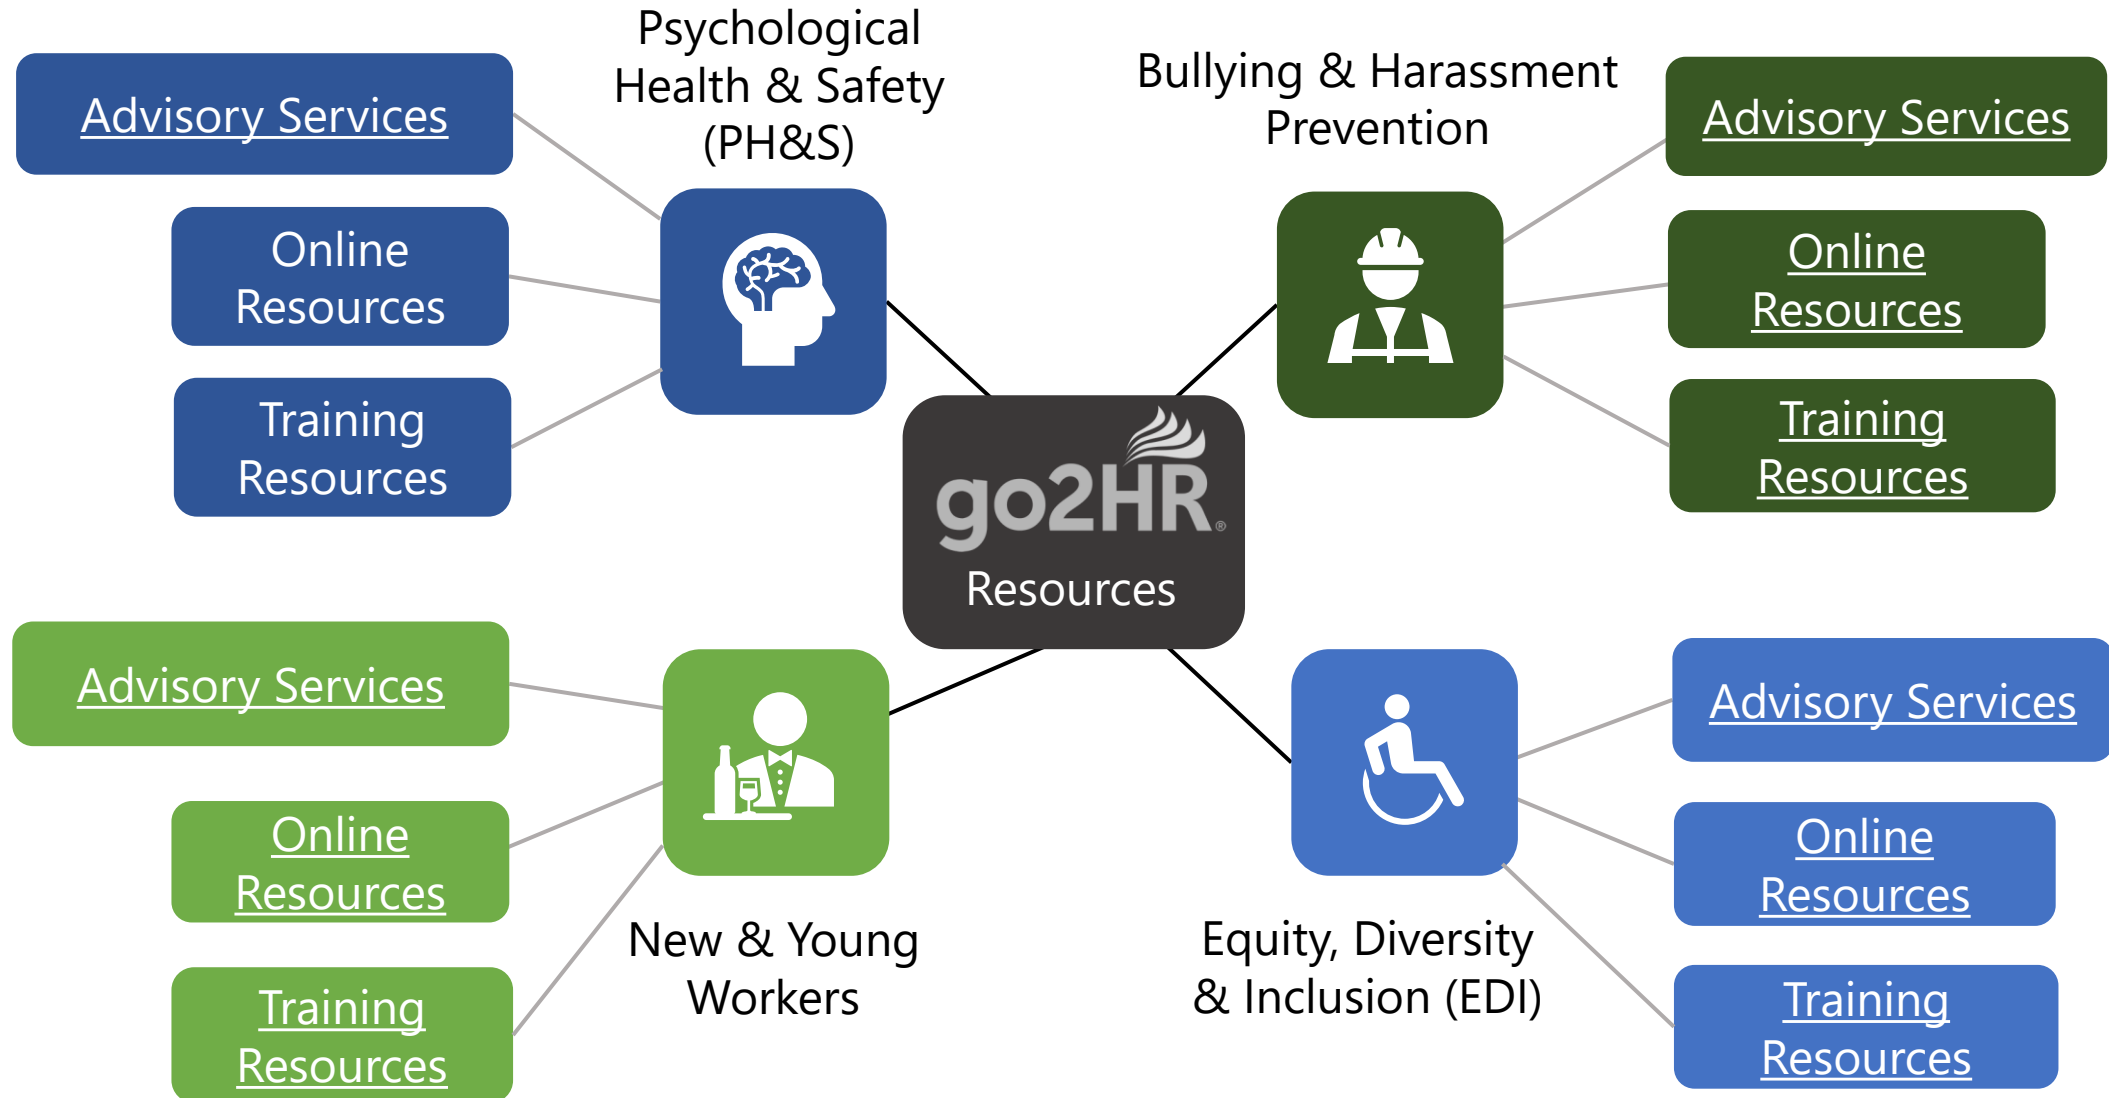 Psychological
Health & Safety
(PH&S)
Advisory Services
Online
Resources
Training
Resources
Bullying & Harassment
Prevention
Advisory Services
Online
Resources
Training
Resources
go2HR®
Resources
Advisory Services
Online
Resources
Training
Resources
New & Young
Workers
Equity, Diversity
& Inclusion (EDI)
Advisory Services
Online
Resources
Training
Resources